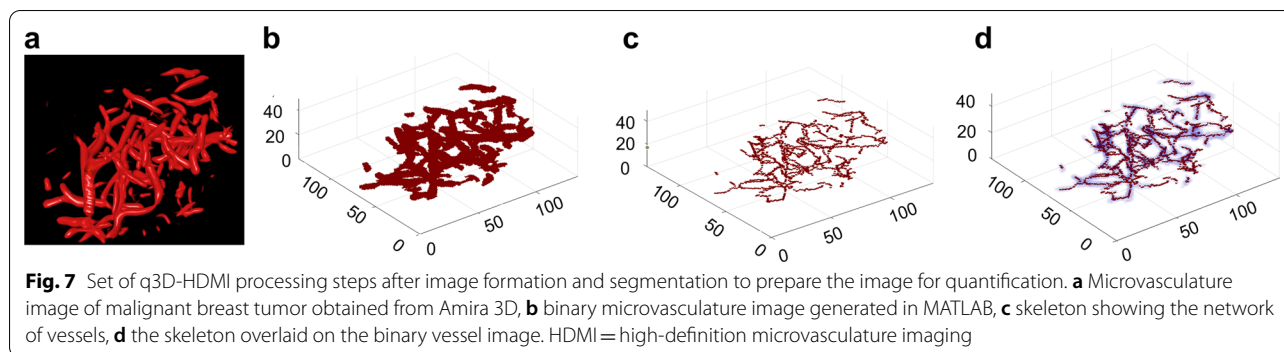 a b c d
40 40 40
20 20 20
0 0 0
100 100 100
50 50 50
0 0 0
0 0 0
50 50 50
100 100 100
Fig. 7 Set of q3D-HDMI processing steps after image formation and segmentation to prepare the image for quantification. a Microvasculature
image of malignant breast tumor obtained from Amira 3D, b binary microvasculature image generated in MATLAB, c skeleton showing the network
of vessels, d the skeleton overlaid on the binary vessel image. HDMI = high-definition microvasculature imaging